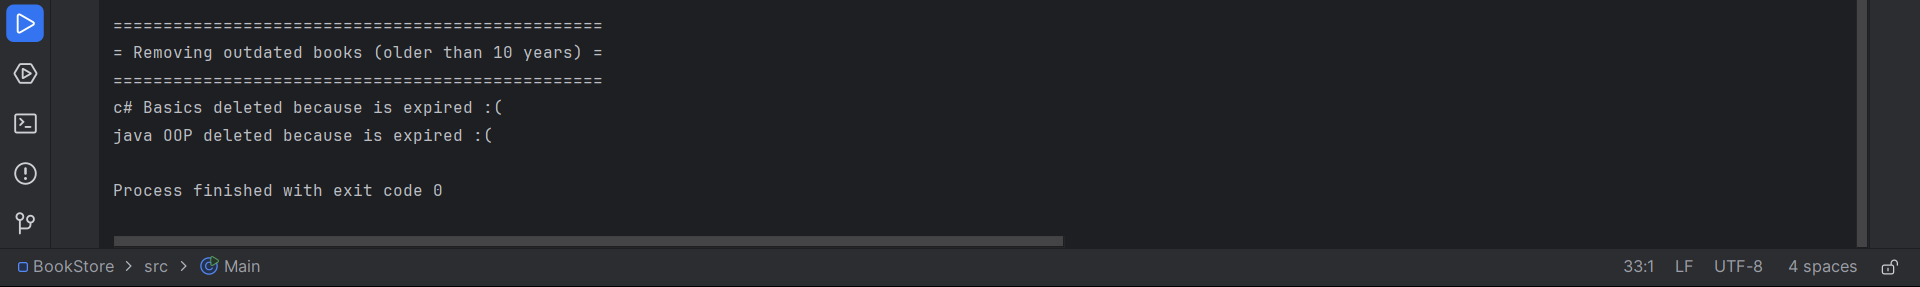 =================================================
= Removing outdated books (older than 10 years) =
=================================================
c# Basics deleted because is expired :(
java OOP deleted because is expired :(
Process finished with exit code 0
BookStore > src > Main
33:1 LF UTF-8 4 spaces